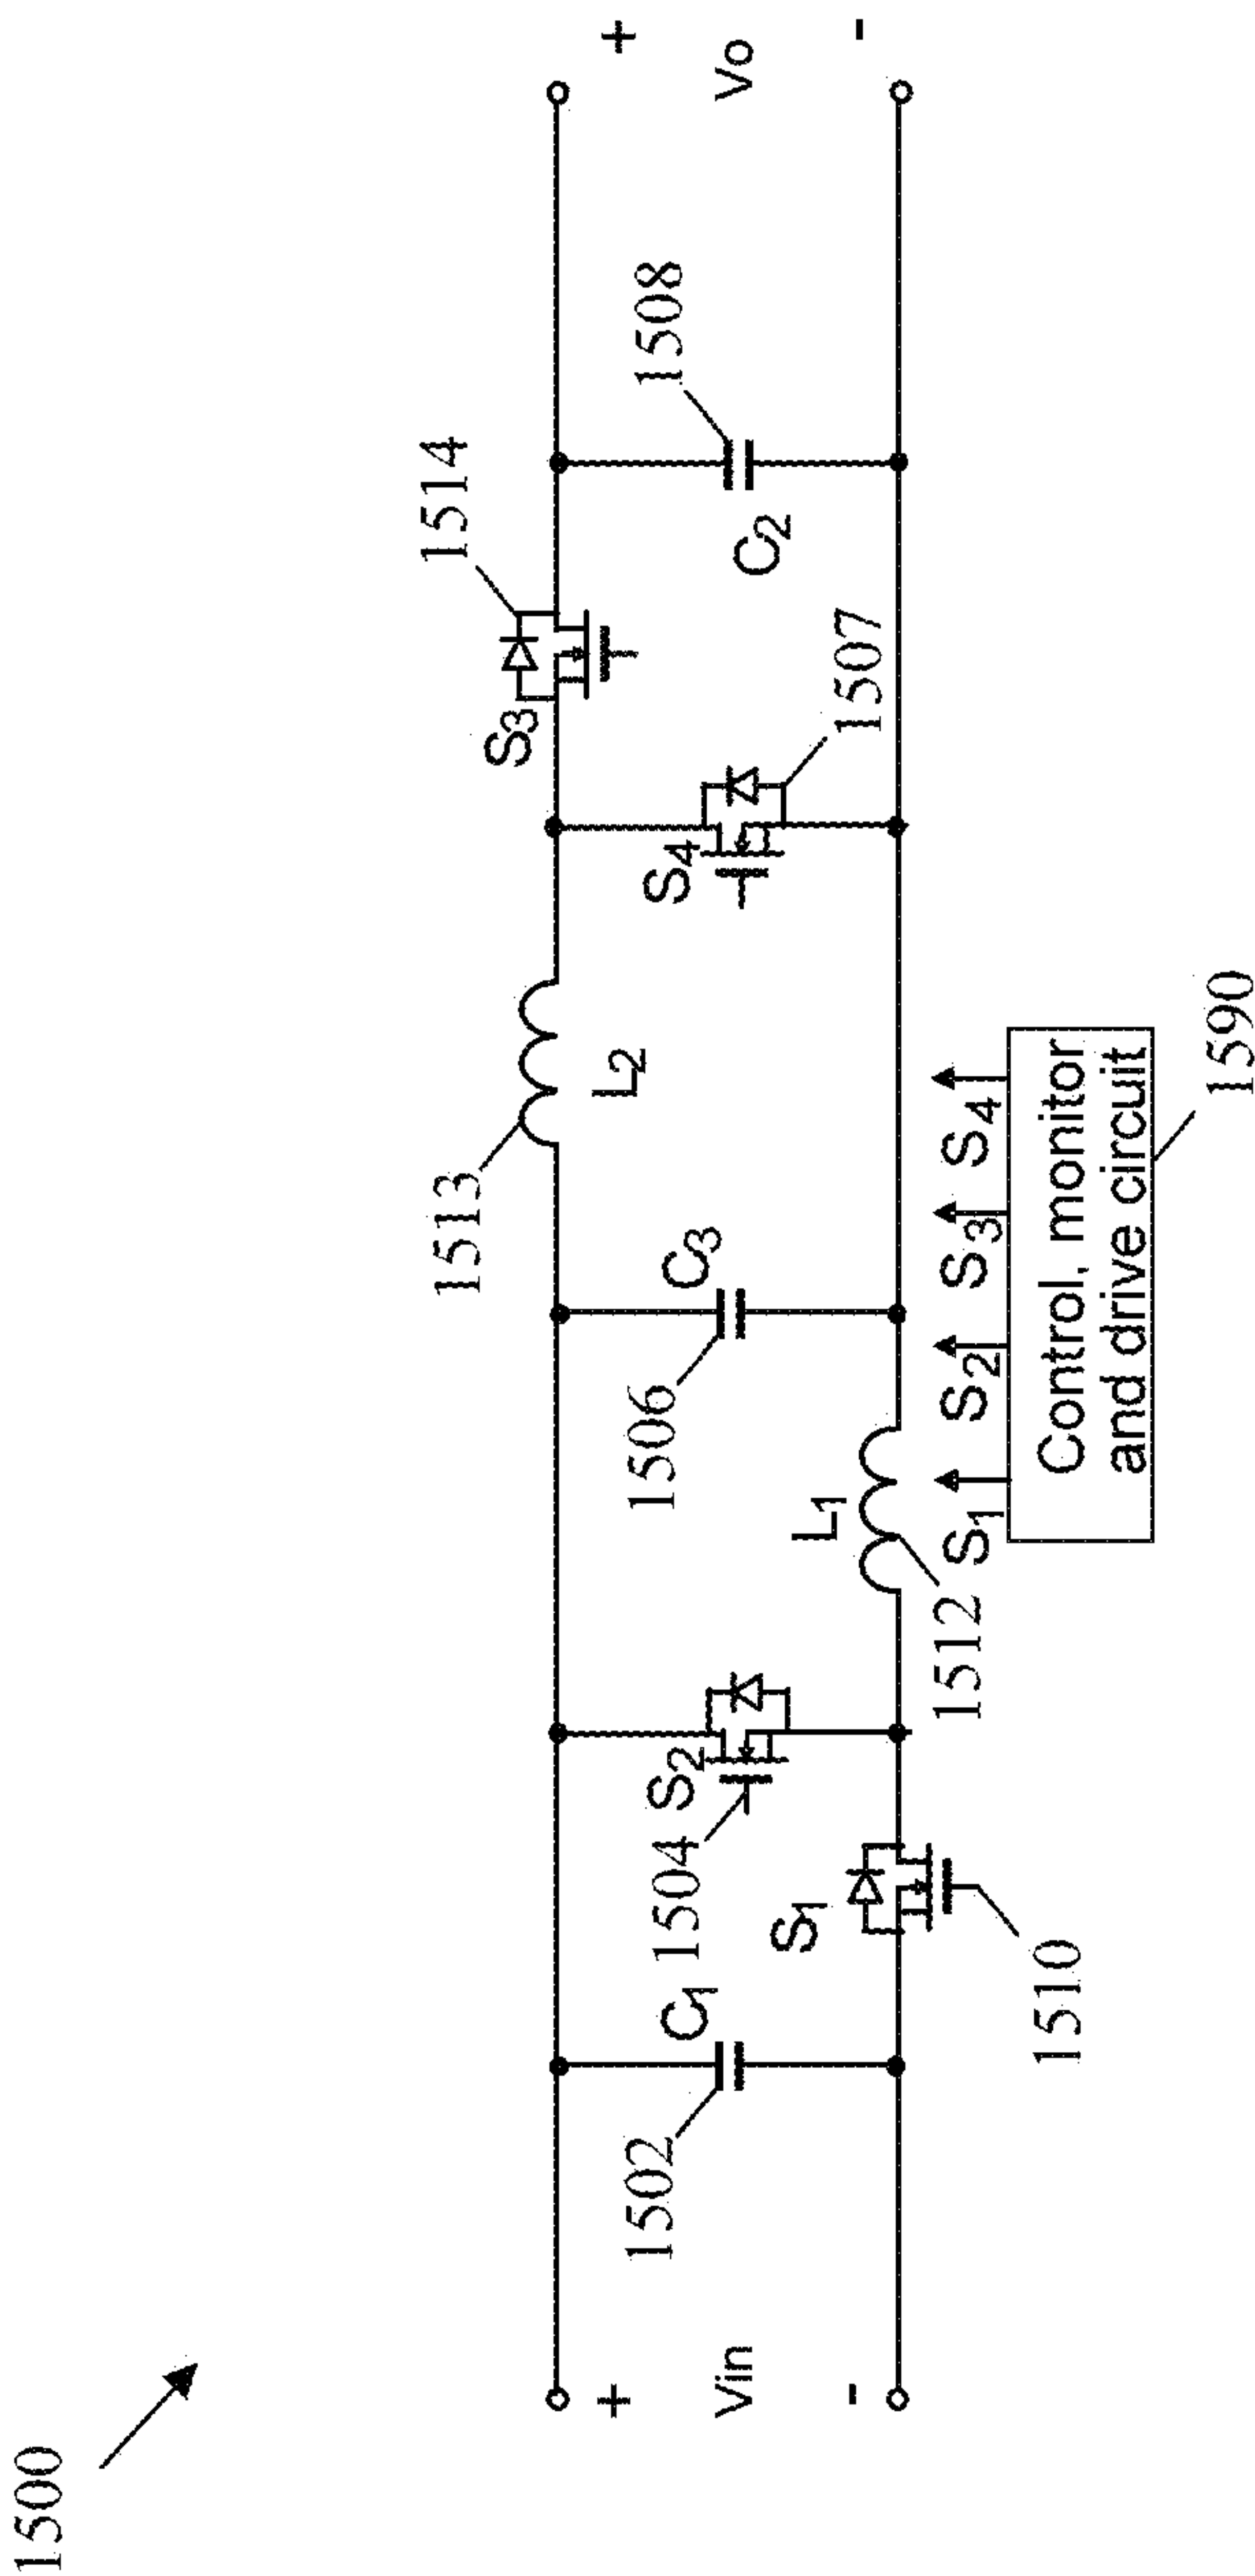 1500
+
Vin
-
1502
C1
S1
1510
1504
S2
L1
1512
1506
C3
1513
L2
S4
1507
S3
1514
C2
1508
+
Vo
-
S1
S2
S3
S4
Control, monitor
and drive circuit
1590